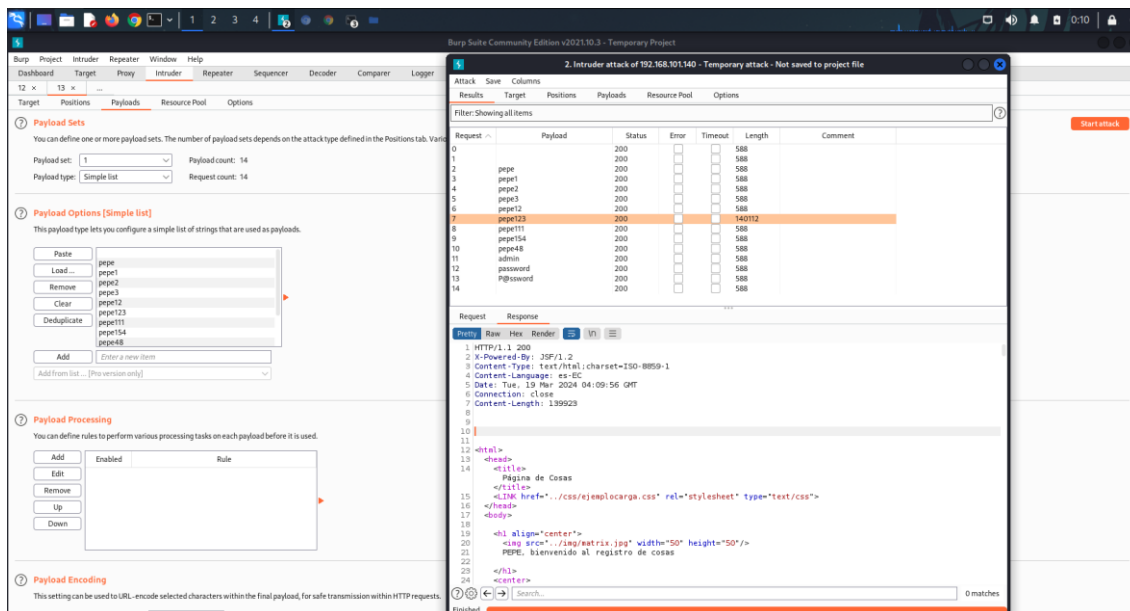 1 2 3 4
0:10
Burp Suite Community Edition v2021.10.3 - Temporary Project
Burp Project Intruder Repeater Window Help
Dashboard Target Proxy Intruder Repeater Sequencer Decoder Comparer Logger
12 × 13 × ...
Target Positions Payloads Resource Pool Options
Payload Sets
Start attack
You can define one or more payload sets. The number of payload sets depends on the attack type defined in the Positions tab. Vario
Payload set: 1 Payload count: 14
Payload type: Simple list Request count: 14
Payload Options [Simple list]
This payload type lets you configure a simple list of strings that are used as payloads.
Paste
Load ...
Remove
Clear
Deduplicate
pepe
pepe1
pepe2
pepe3
pepe12
pepe123
pepe111
pepe154
pepe48
Add Enter a new item
Add from list ... [Pro version only]
Payload Processing
You can define rules to perform various processing tasks on each payload before it is used.
Add
Edit
Remove
Up
Down
Enabled Rule
Payload Encoding
This setting can be used to URL-encode selected characters within the final payload, for safe transmission within HTTP requests.
2. Intruder attack of 192.168.101.140 - Temporary attack - Not saved to project file
Attack Save Columns
Results Target Positions Payloads Resource Pool Options
Filter: Showing all items
Request Payload Status Error Timeout Length Comment
0 200 588
1 200 588
2 pepe 200 588
3 pepe1 200 588
4 pepe2 200 588
5 pepe3 200 588
6 pepe12 200 588
7 pepe123 200 140112
8 pepe111 200 588
9 pepe154 200 588
10 pepe48 200 588
11 admin 200 588
12 password 200 588
13 P@ssword 200 588
14 200 588
Request Response
Pretty Raw Hex Render \n
1 HTTP/1.1 200
2 X-Powered-By: JSF/1.2
3 Content-Type: text/html;charset=ISO-8859-1
4 Content-Language: es-EC
5 Date: Tue, 19 Mar 2024 04:09:56 GMT
6 Connection: close
7 Content-Length: 139923
8
9
10
11
12 <html>
13 <head>
14 <title>
Página de Cosas
</title>
15 <LINK href="../css/ejemplocarga.css" rel="stylesheet" type="text/css">
16 </head>
17 <body>
18
19 <h1 align="center">
20 <img src="../img/matrix.jpg" width="50" height="50"/>
21 PEPE, bienvenido al registro de cosas
22
23 </h1>
24 <center>
Search... 0 matches
Finished